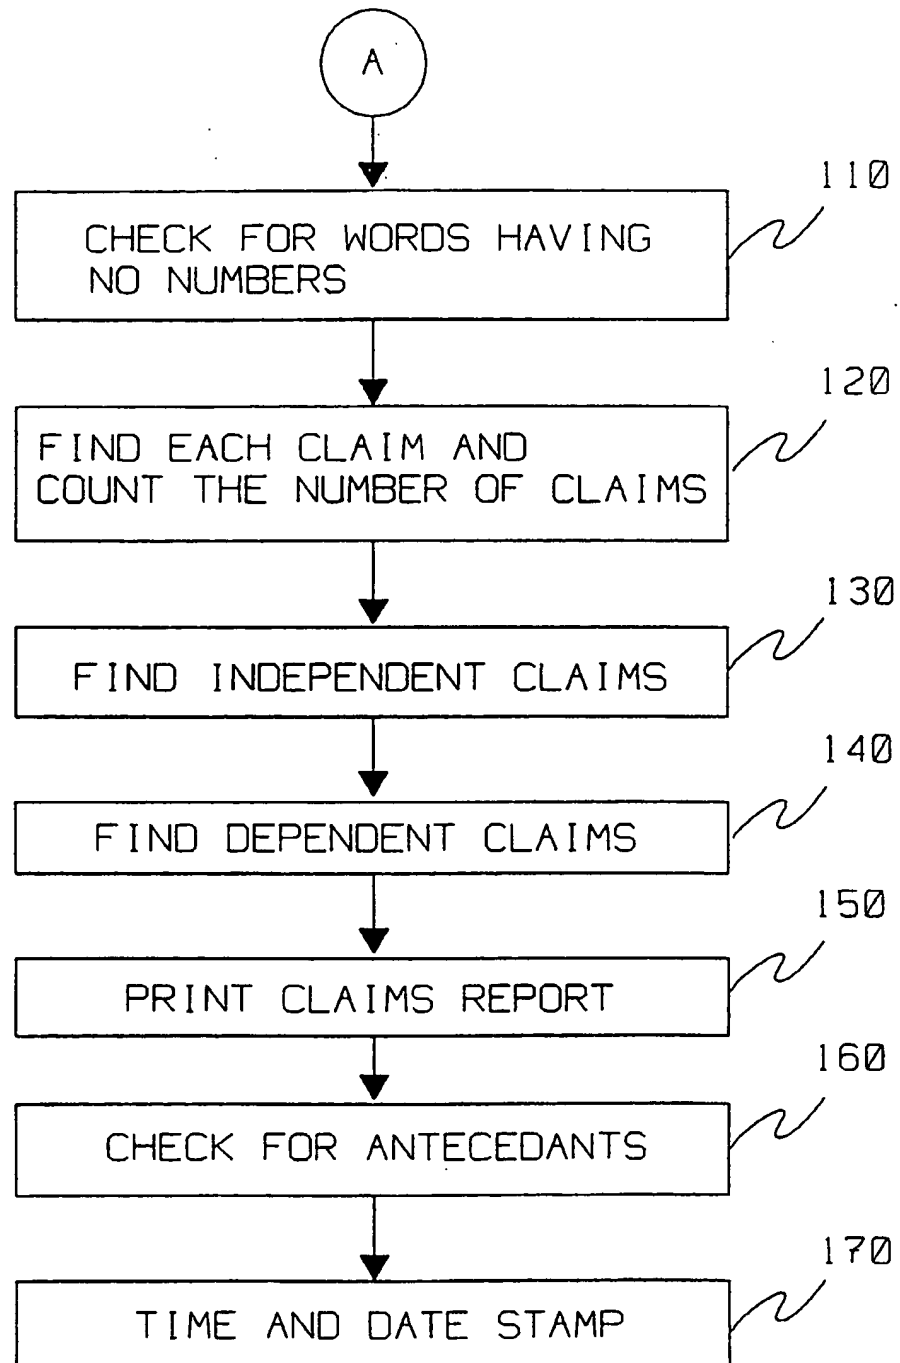 A
110
CHECK FOR WORDS HAVING
NO NUMBERS
120
FIND EACH CLAIM AND
COUNT THE NUMBER OF CLAIMS
130
FIND INDEPENDENT CLAIMS
140
FIND DEPENDENT CLAIMS
150
PRINT CLAIMS REPORT
160
CHECK FOR ANTECEDANTS
170
TIME AND DATE STAMP